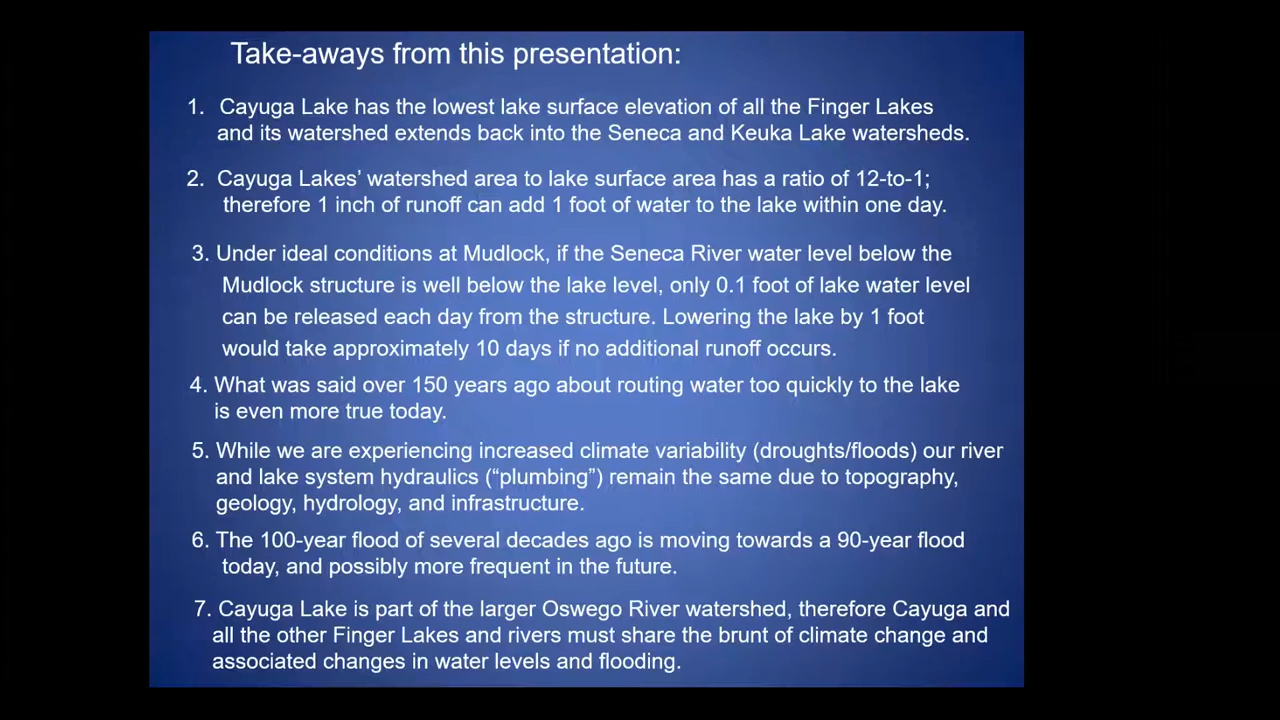 Take-away​s from this presentation:
1. Cayuga Lake has the lowest lake surface elevation of all the Finger Lakes
and its watershed extends back into the Seneca and Keuka Lake watersheds.
2. Cayuga Lakes’ watershed area to lake surface area has a ratio of 12-to-1;
therefore 1 inch of runoff can add 1 foot of water to the lake within one day.
3. Under ideal conditions at Mudlock, if the Seneca River water level below the
Mudlock structure is well below the lake level, only 0.1 foot of lake water level
can be released each day from the structure. Lowering the lake by 1 foot
would take approximately 10 days if no additional runoff occurs.
4. What was said over 150 years ago about routing water too quickly to the lake
is even more true today.
5. While we are experiencing increased climate variability (droughts/floods) our river
and lake system hydraulics (“plumbing”) remain the same due to topography,
geology, hydrology, and infrastructure.
6. The 100-year flood of several decades ago is moving towards a 90-year flood
today, and possibly more frequent in the future.
7. Cayuga Lake is part of the larger Oswego River watershed, therefore Cayuga and
all the other Finger Lakes and rivers must share the brunt of climate change and
associated changes in water levels and flooding.